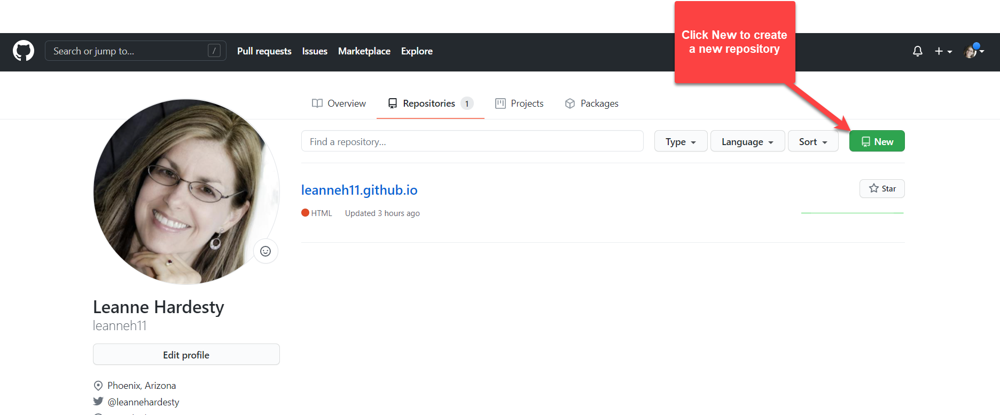 Click New to create
a new repository
Search or jump to... /
Pull requests Issues Marketplace Explore
Overview Repositories 1 Projects Packages
Find a repository... Type Language Sort New
leanneh11.github.io Star
HTML Updated 3 hours ago
Leanne Hardesty
leanneh11
Edit profile
Phoenix, Arizona
@leannehardesty